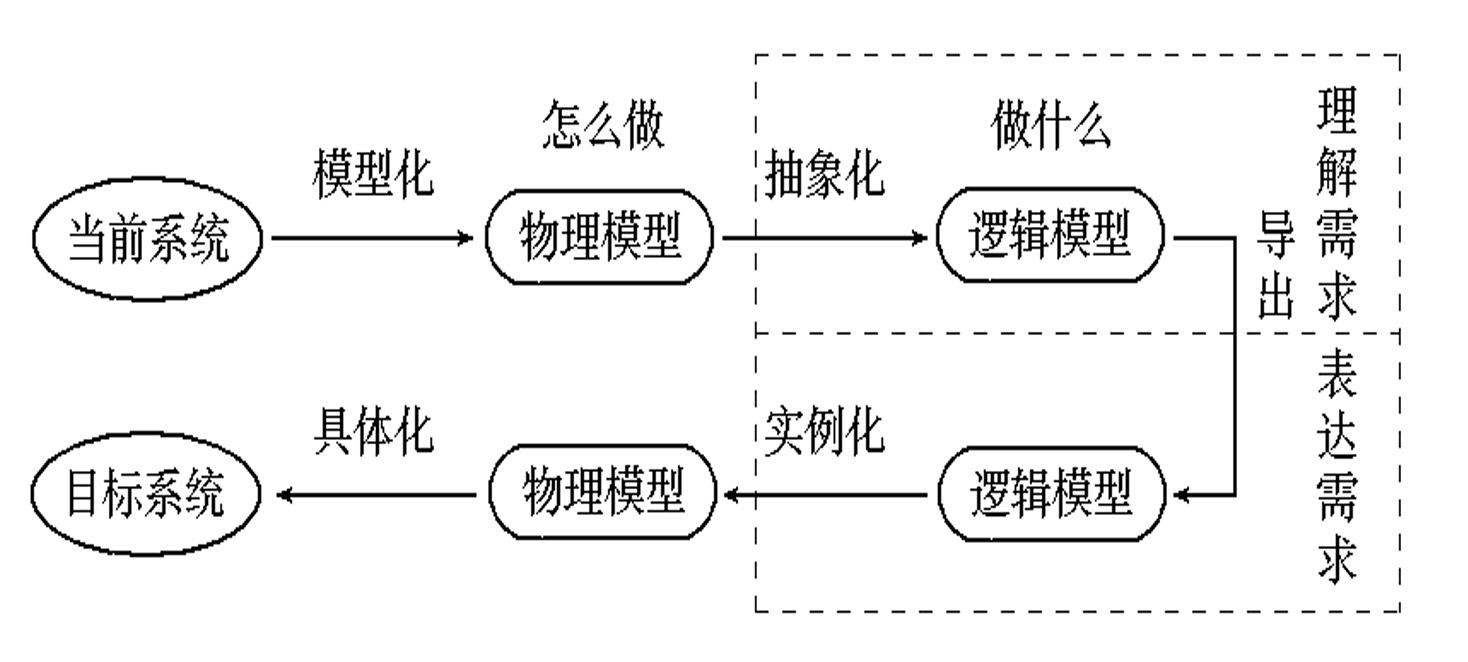 怎么做
做什么
模型化
抽象化
当前系统
物理模型
逻辑模型
导出
理解需求
具体化
实例化
目标系统
物理模型
逻辑模型
表达需求